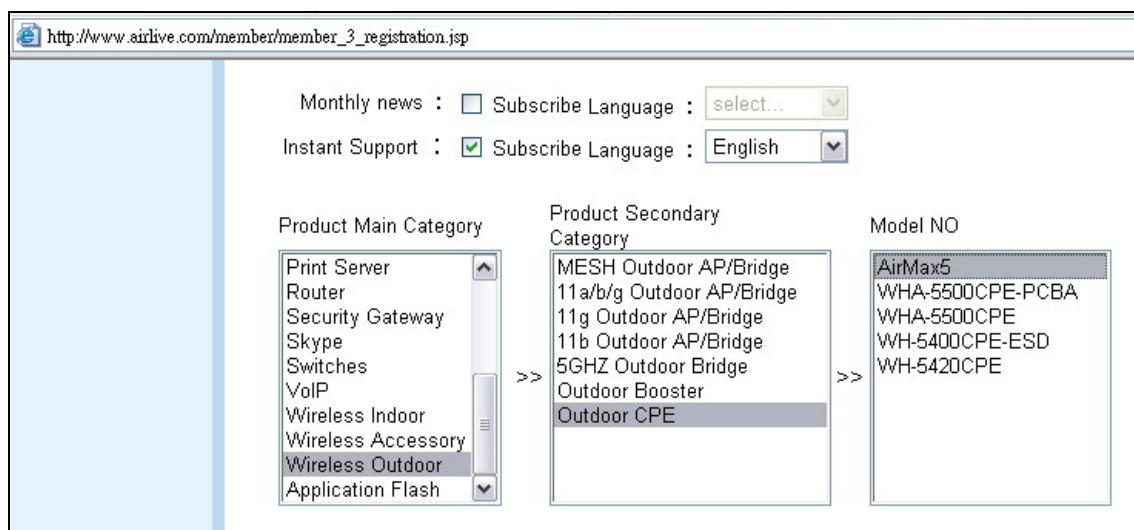 http://www.airlive.com/member/member_3_registration.jsp
Monthly news : Subscribe Language : select...
Instant Support : Subscribe Language : English
Product Main Category
Print Server
Router
Security Gateway
Skype
Switches
VoIP
Wireless Indoor
Wireless Accessory
Wireless Outdoor
Application Flash
>>
Product Secondary
Category
MESH Outdoor AP/Bridge
11a/b/g Outdoor AP/Bridge
11g Outdoor AP/Bridge
11b Outdoor AP/Bridge
5GHZ Outdoor Bridge
Outdoor Booster
Outdoor CPE
>>
Model NO
AirMax5
WHA-5500CPE-PCBA
WHA-5500CPE
WH-5400CPE-ESD
WH-5420CPE